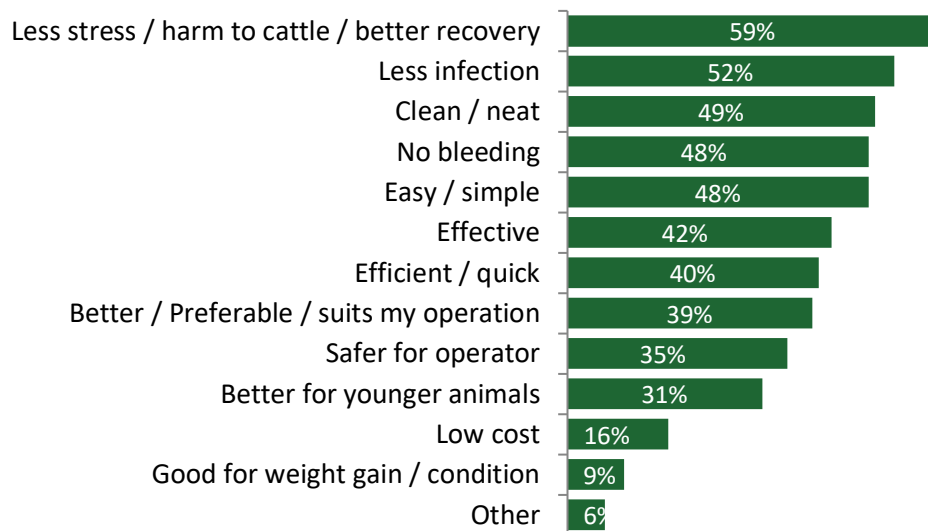 Less stress / harm to cattle / better recovery 59%
Less infection 52%
Clean / neat 49%
No bleeding 48%
Easy / simple 48%
Effective 42%
Efficient / quick 40%
Better / Preferable / suits my operation 39%
Safer for operator 35%
Better for younger animals 31%
Low cost 16%
Good for weight gain / condition 9%
Other 6%